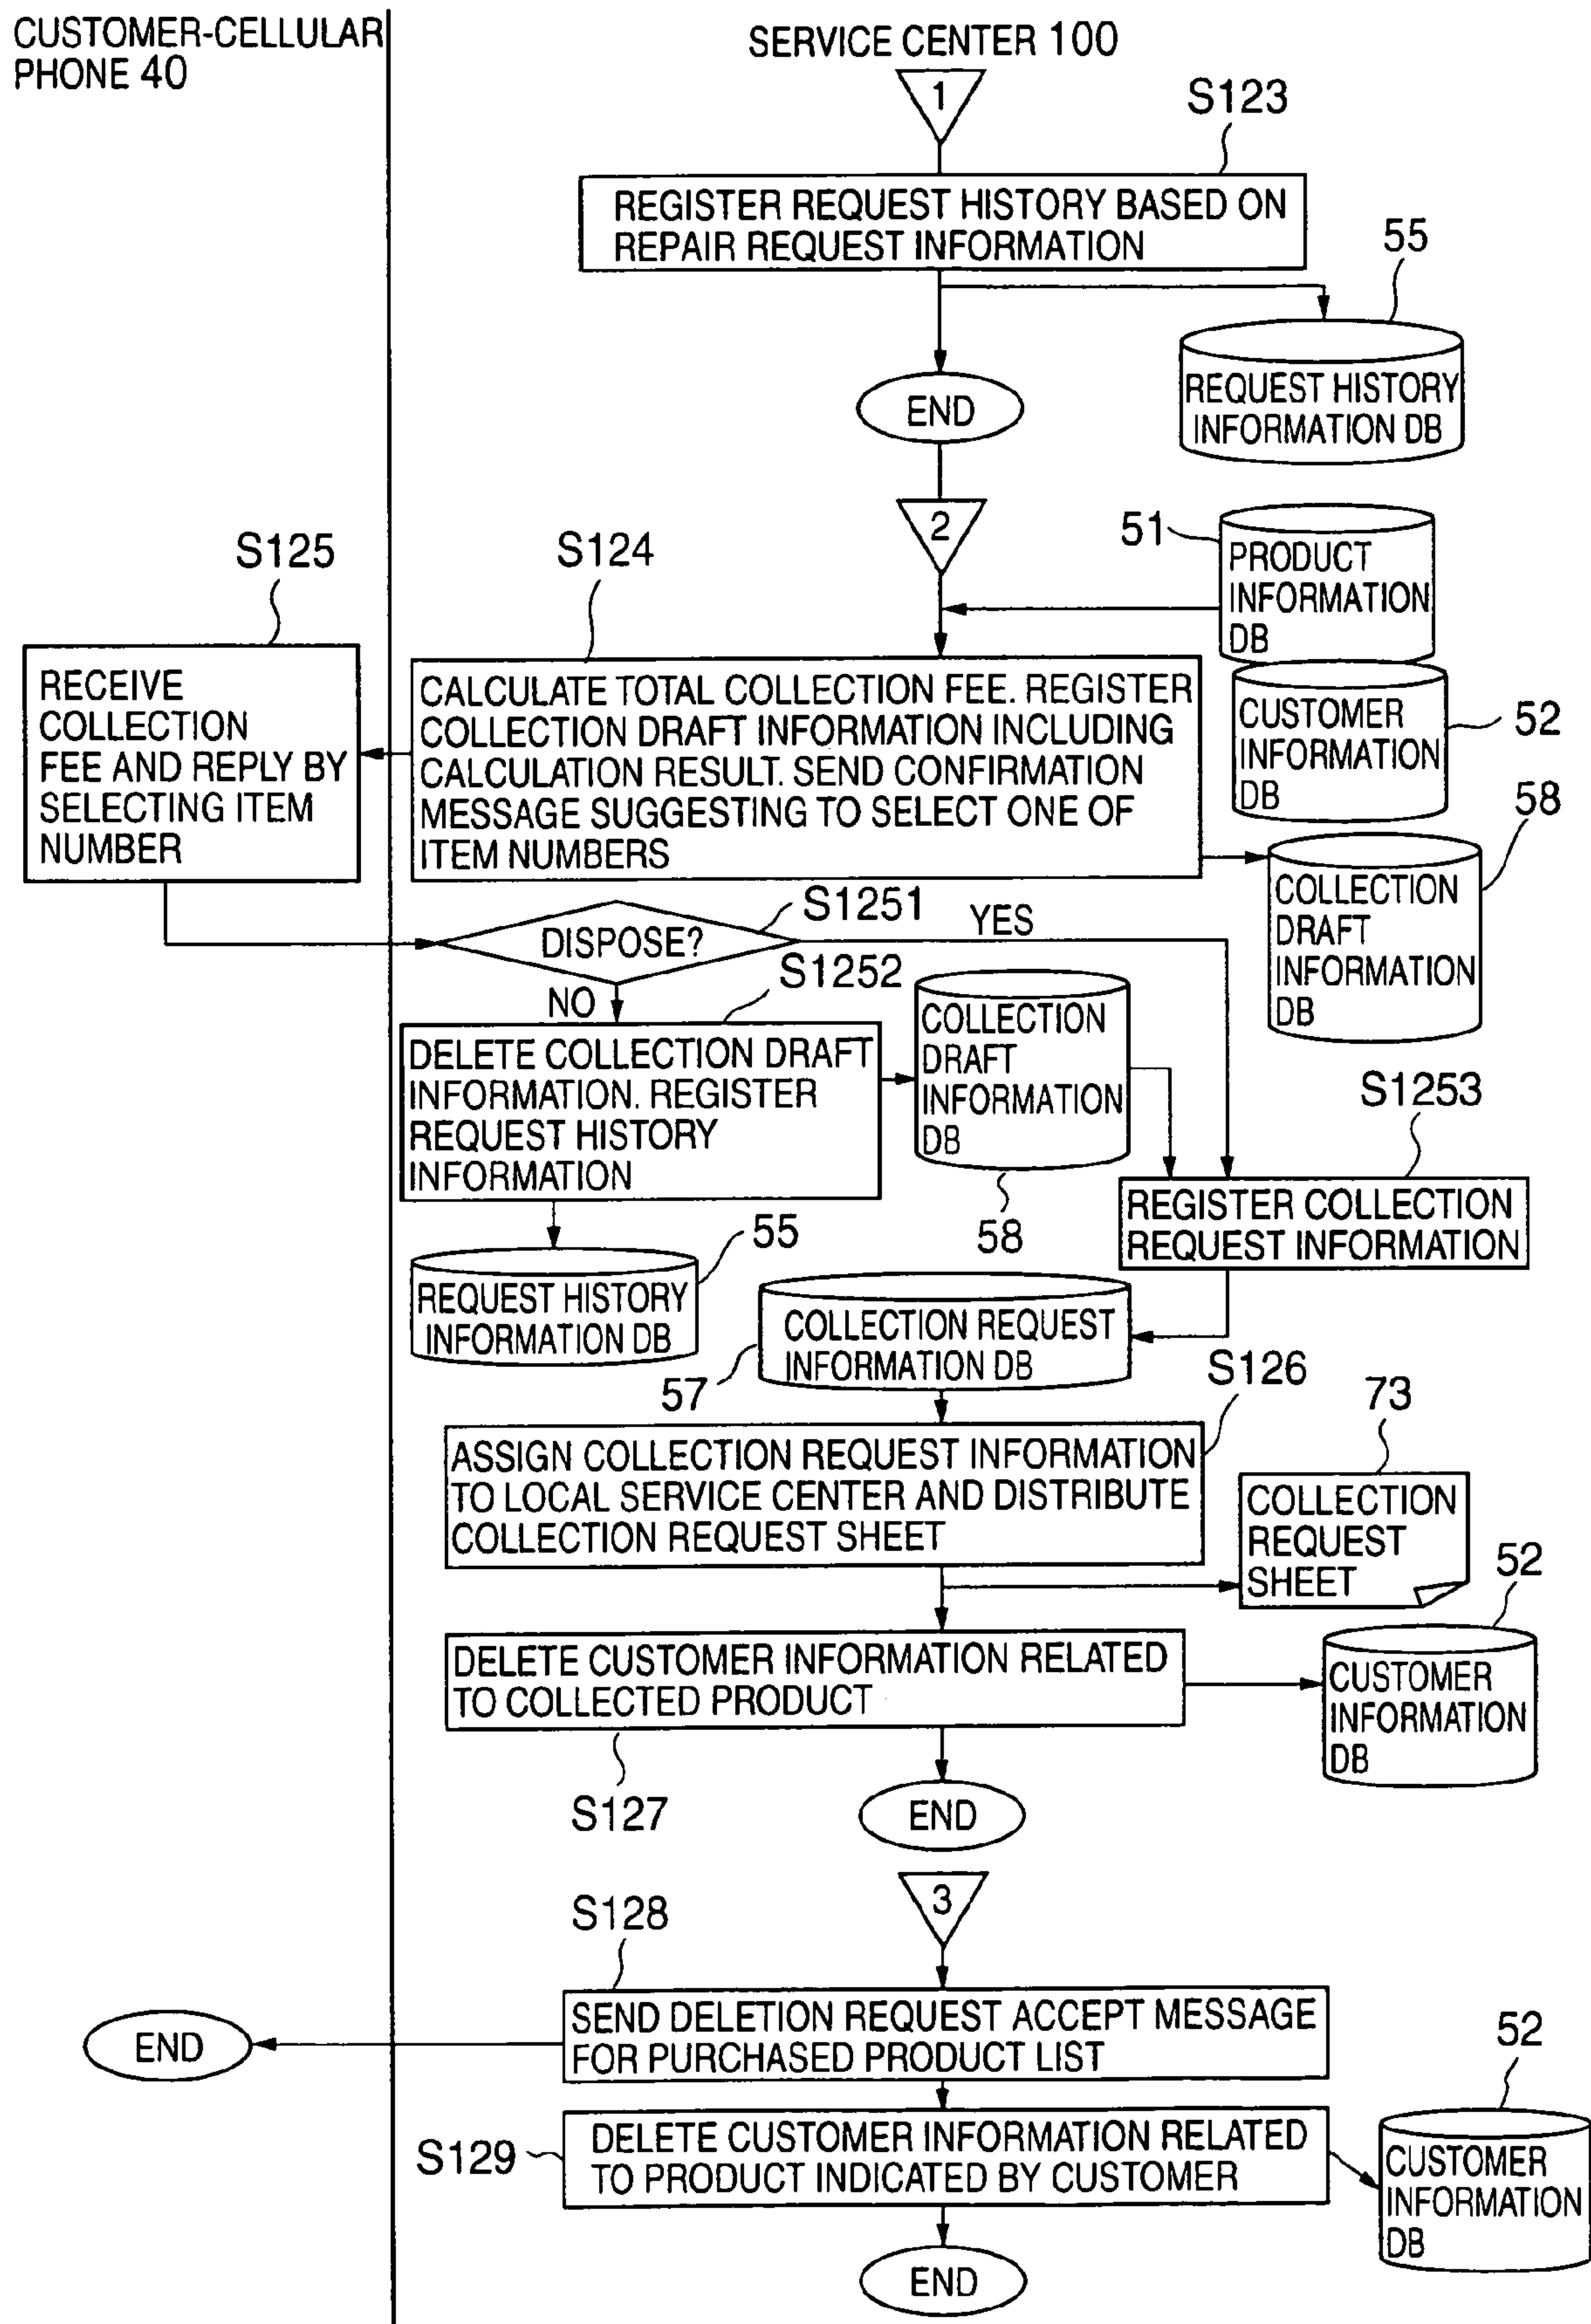 CUSTOMER-CELLULAR
PHONE 40
SERVICE CENTER 100
1
S123
REGISTER REQUEST HISTORY BASED ON
REPAIR REQUEST INFORMATION
55
REQUEST HISTORY
INFORMATION DB
END
2
51
PRODUCT
INFORMATION
DB
S125
S124
RECEIVE
COLLECTION
FEE AND REPLY BY
SELECTING ITEM
NUMBER
CALCULATE TOTAL COLLECTION FEE. REGISTER
COLLECTION DRAFT INFORMATION INCLUDING
CALCULATION RESULT. SEND CONFIRMATION
MESSAGE SUGGESTING TO SELECT ONE OF
ITEM NUMBERS
CUSTOMER
INFORMATION
DB
52
58
COLLECTION
DRAFT
INFORMATION
DB
DISPOSE?
S1251
YES
NO
S1252
DELETE COLLECTION DRAFT
INFORMATION. REGISTER
REQUEST HISTORY
INFORMATION
COLLECTION
DRAFT
INFORMATION
DB
58
S1253
REGISTER COLLECTION
REQUEST INFORMATION
55
REQUEST HISTORY
INFORMATION DB
COLLECTION REQUEST
INFORMATION DB
57
S126
ASSIGN COLLECTION REQUEST INFORMATION
TO LOCAL SERVICE CENTER AND DISTRIBUTE
COLLECTION REQUEST SHEET
73
COLLECTION
REQUEST
SHEET
52
DELETE CUSTOMER INFORMATION RELATED
TO COLLECTED PRODUCT
CUSTOMER
INFORMATION
DB
S127
END
3
S128
SEND DELETION REQUEST ACCEPT MESSAGE
FOR PURCHASED PRODUCT LIST
END
52
S129
DELETE CUSTOMER INFORMATION RELATED
TO PRODUCT INDICATED BY CUSTOMER
CUSTOMER
INFORMATION
DB
END